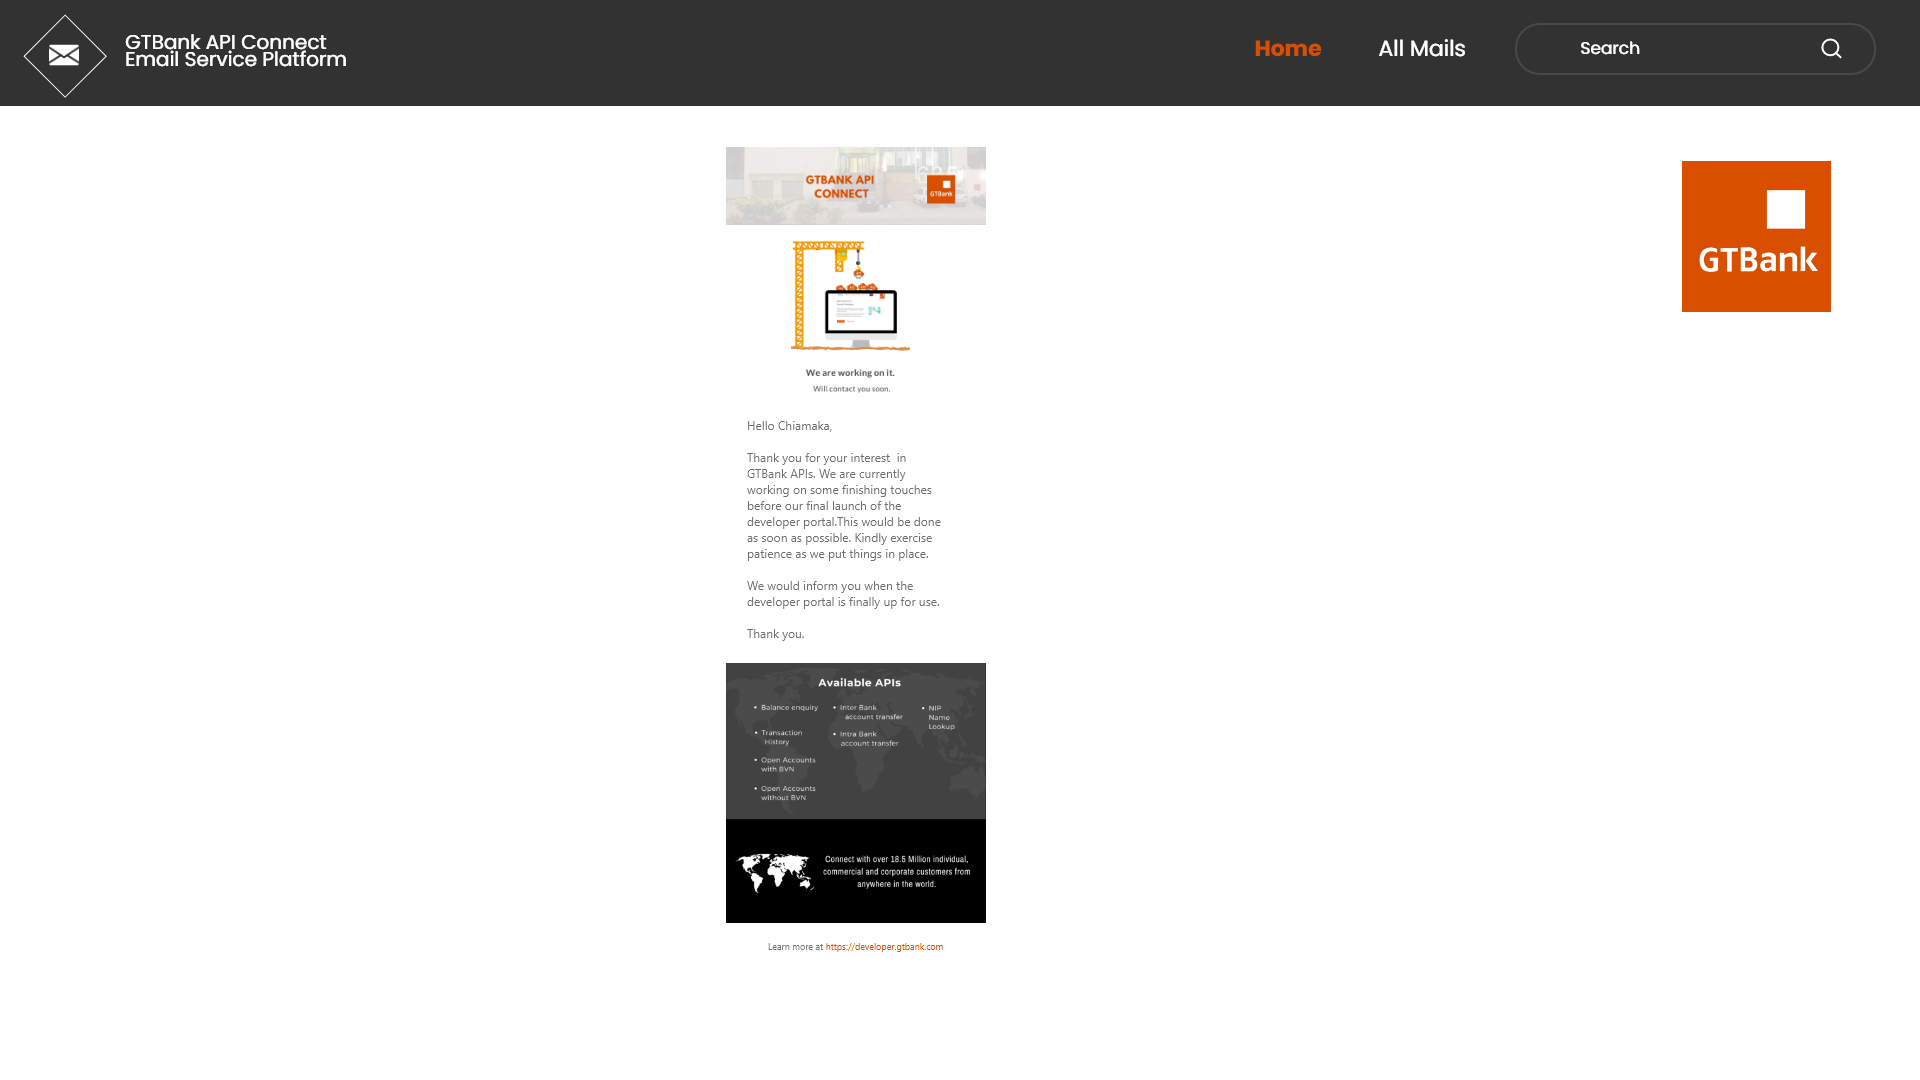 GTBank API Connect
Email Service Platform
Home
All Mails
Search
GTBANK API
CONNECT
GTBank
GTBank
We are working on it.
Will contact you soon.
Hello Chiamaka,
Thank you for your interest  in
GTBank APIs. We are currently
working on some finishing touches
before our final launch of the
developer portal.This would be done
as soon as possible. Kindly exercise
patience as we put things in place.
We would inform you when the
developer portal is finally up for use.
Thank you.
Available APIs
• Balance enquiry
• Transaction
History
• Open Accounts
with BVN
• Open Accounts
without BVN
• Inter Bank
account transfer
• Intra Bank
account transfer
• NIP
Name
Lookup
Connect with over 18.5 Million individual,
commercial and corporate customers from
anywhere in the world.
Learn more at https://developer.gtbank.com